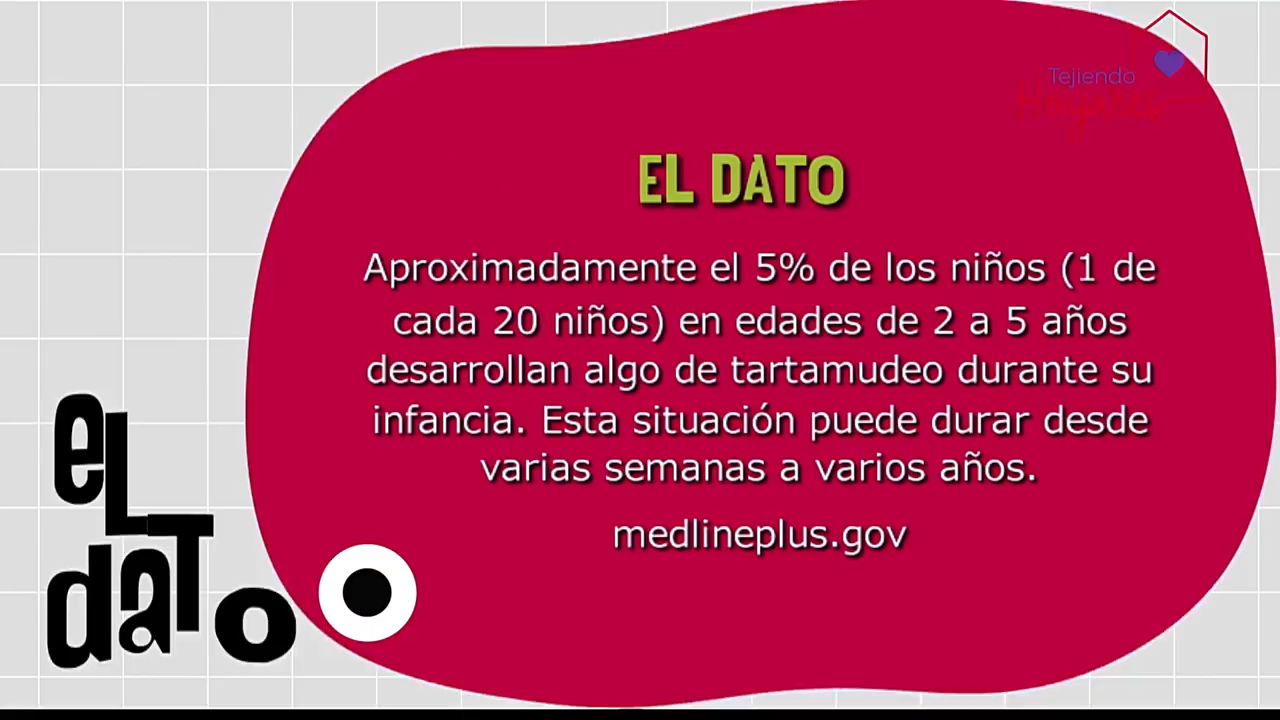 Tejiendo
Hogares
EL DATO
Aproximadamente el 5% de los niños (1 de
cada 20 niños) en edades de 2 a 5 años
desarrollan algo de tartamudeo durante su
infancia. Esta situación puede durar desde
varias semanas a varios años.
medlineplus.gov
eL
daTo